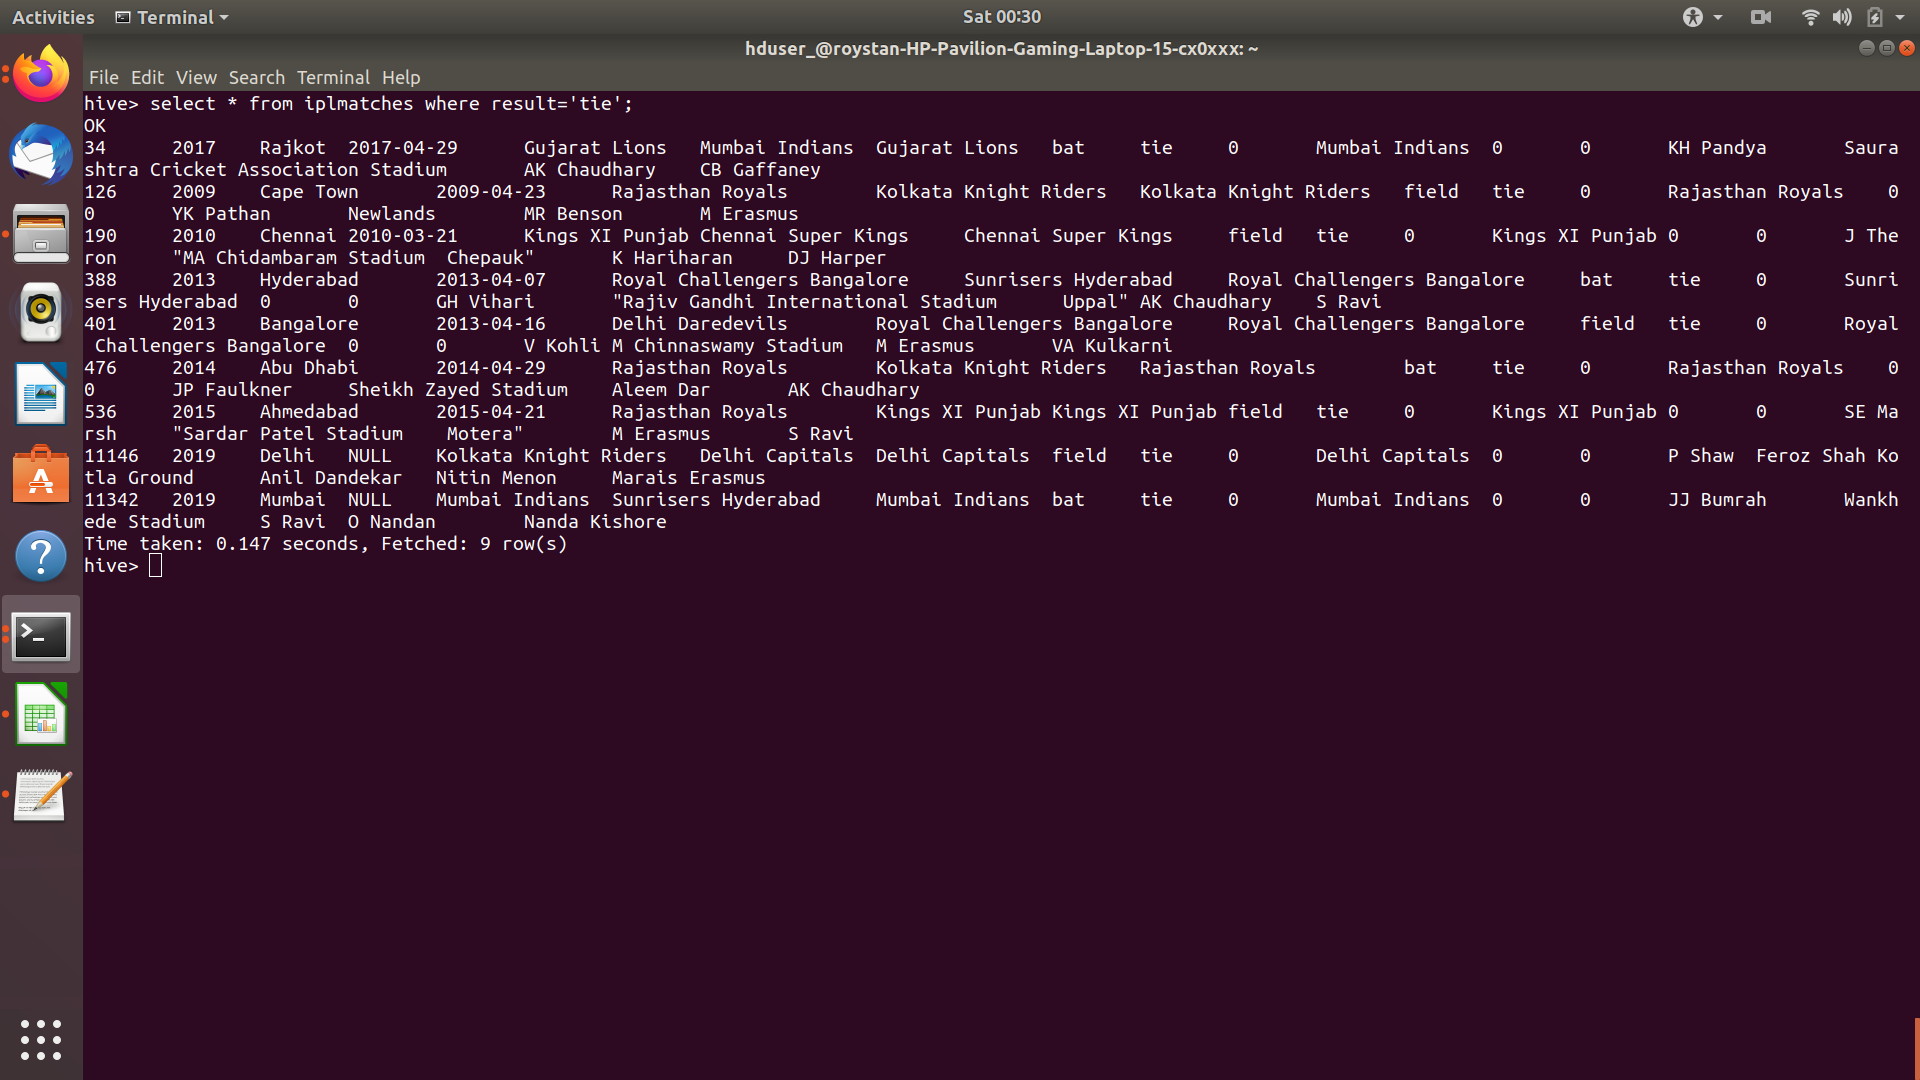 Activities Terminal Sat 00:30
hduser_@roystan-HP-Pavilion-Gaming-Laptop-15-cx0xxx: ~
File Edit View Search Terminal Help
hive> select * from iplmatches where result='tie';
OK
34 2017 Rajkot 2017-04-29 Gujarat Lions Mumbai Indians Gujarat Lions bat tie 0 Mumbai Indians 0 0 KH Pandya Saura
shtra Cricket Association Stadium AK Chaudhary CB Gaffaney
126 2009 Cape Town 2009-04-23 Rajasthan Royals Kolkata Knight Riders Kolkata Knight Riders field tie 0 Rajasthan Royals 0
0 YK Pathan Newlands MR Benson M Erasmus
190 2010 Chennai 2010-03-21 Kings XI Punjab Chennai Super Kings Chennai Super Kings field tie 0 Kings XI Punjab 0 0 J The
ron "MA Chidambaram Stadium Chepauk" K Hariharan DJ Harper
388 2013 Hyderabad 2013-04-07 Royal Challengers Bangalore Sunrisers Hyderabad Royal Challengers Bangalore bat tie 0 Sunri
sers Hyderabad 0 0 GH Vihari "Rajiv Gandhi International Stadium Uppal" AK Chaudhary S Ravi
401 2013 Bangalore 2013-04-16 Delhi Daredevils Royal Challengers Bangalore Royal Challengers Bangalore field tie 0 Royal
Challengers Bangalore 0 0 V Kohli M Chinnaswamy Stadium M Erasmus VA Kulkarni
476 2014 Abu Dhabi 2014-04-29 Rajasthan Royals Kolkata Knight Riders Rajasthan Royals bat tie 0 Rajasthan Royals 0
0 JP Faulkner Sheikh Zayed Stadium Aleem Dar AK Chaudhary
536 2015 Ahmedabad 2015-04-21 Rajasthan Royals Kings XI Punjab Kings XI Punjab field tie 0 Kings XI Punjab 0 0 SE Ma
rsh "Sardar Patel Stadium Motera" M Erasmus S Ravi
11146 2019 Delhi NULL Kolkata Knight Riders Delhi Capitals Delhi Capitals field tie 0 Delhi Capitals 0 0 P Shaw Feroz Shah Ko
tla Ground Anil Dandekar Nitin Menon Marais Erasmus
11342 2019 Mumbai NULL Mumbai Indians Sunrisers Hyderabad Mumbai Indians bat tie 0 Mumbai Indians 0 0 JJ Bumrah Wankh
ede Stadium S Ravi O Nandan Nanda Kishore
Time taken: 0.147 seconds, Fetched: 9 row(s)
hive>